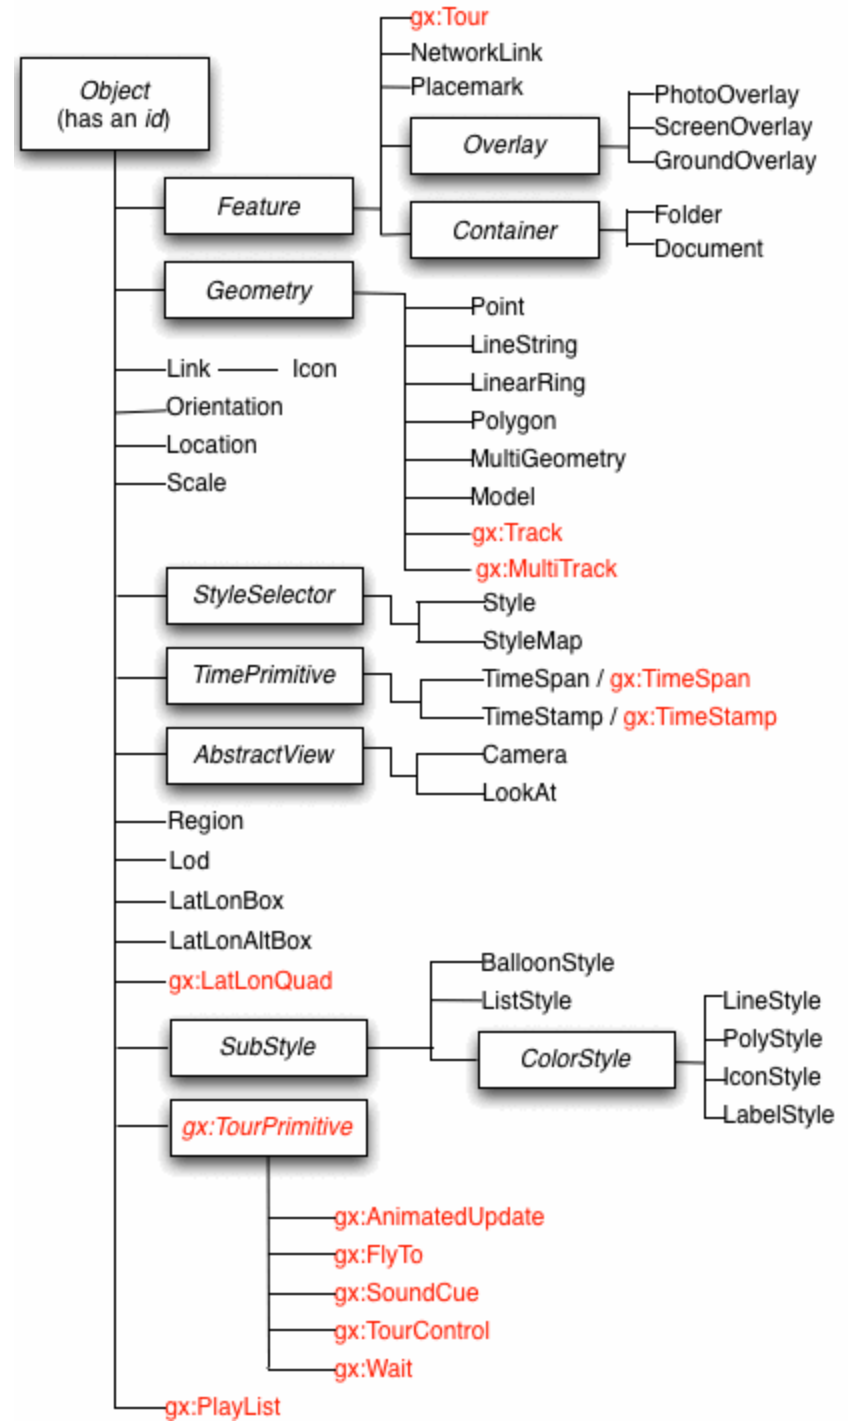 gx:Tour
NetworkLink
Placemark
Object
(has an id)
Overlay
PhotoOverlay
ScreenOverlay
GroundOverlay
Feature
Container
Folder
Document
Geometry
Point
LineString
LinearRing
Polygon
MultiGeometry
Model
gx:Track
gx:MultiTrack
Link
Icon
Orientation
Location
Scale
StyleSelector
Style
StyleMap
TimePrimitive
TimeSpan / gx:TimeSpan
TimeStamp / gx:TimeStamp
AbstractView
Camera
LookAt
Region
Lod
LatLonBox
LatLonAltBox
gx:LatLonQuad
SubStyle
BalloonStyle
ListStyle
ColorStyle
LineStyle
PolyStyle
IconStyle
LabelStyle
gx:TourPrimitive
gx:AnimatedUpdate
gx:FlyTo
gx:SoundCue
gx:TourControl
gx:Wait
gx:PlayList